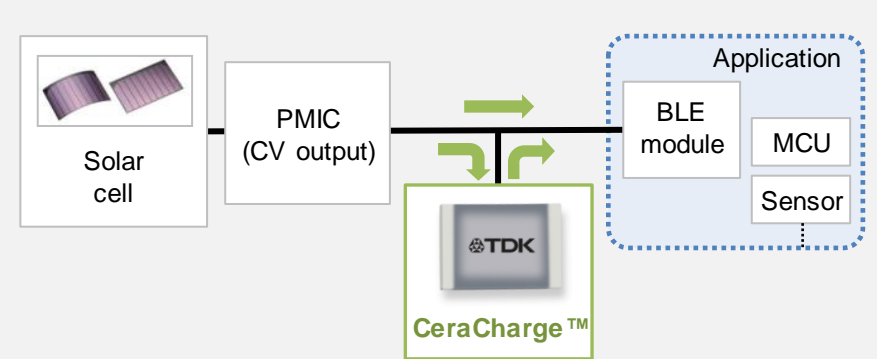 Solar
cell
PMIC
(CV output)
TDK
CeraCharge™
Application
BLE
module
MCU
Sensor